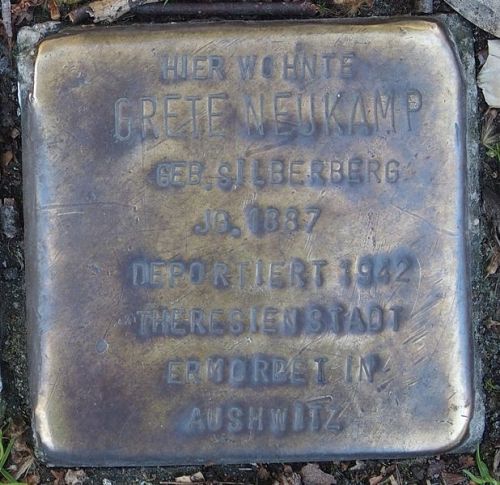 HIER WOHNTE
GRETE NEUKAMP
GEB. SILBERBERG
JG. 1887
DEPORTIERT 1942
THERESIENSTADT
ERMORDET IN
AUSHWITZ